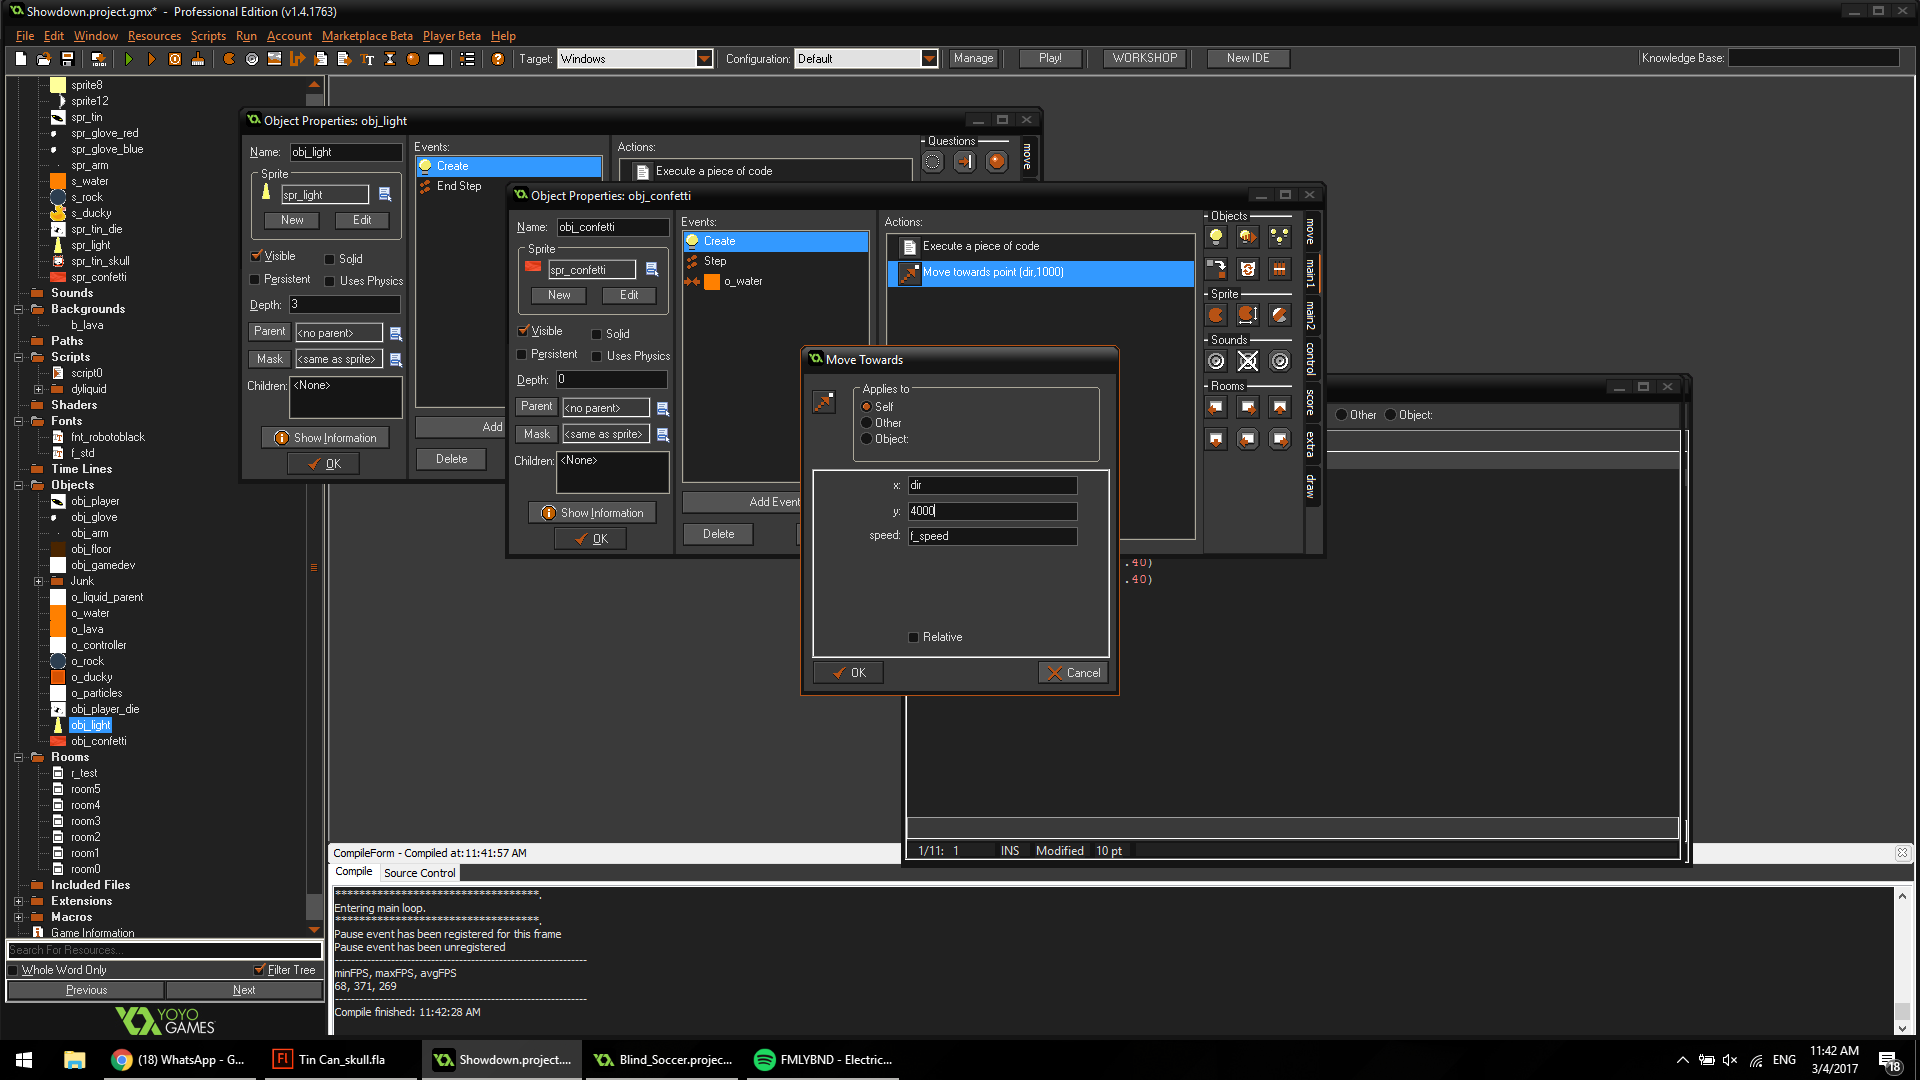 Showdown.project.gmx* - Professional Edition (v1.4.1763)
File Edit Window Resources Scripts Run Account Marketplace Beta Player Beta Help
Target: Windows Configuration: Default Manage Play! WORKSHOP New IDE Knowledge Base:
sprite8
sprite12
spr_tin
spr_glove_red
spr_glove_blue
spr_arm
s_water
s_rock
s_ducky
spr_tin_die
spr_light
spr_tin_skull
spr_confetti
Sounds
Backgrounds
b_lava
Paths
Scripts
script0
dyliquid
Shaders
Fonts
fnt_robotoblack
f_std
Time Lines
Objects
obj_player
obj_glove
obj_arm
obj_floor
obj_gamedev
Junk
o_liquid_parent
o_water
o_lava
o_controller
o_rock
o_ducky
o_particles
obj_player_die
obj_light
obj_confetti
Rooms
r_test
room5
room4
room3
room2
room1
room0
Included Files
Extensions
Macros
Game Information
Search For Resources...
Whole Word Only Filter Tree
Previous Next
YOYO
GAMES
Object Properties: obj_light
Name: obj_light
Sprite
spr_light
New Edit
Visible Solid
Persistent Uses Physics
Depth: 3
Parent <no parent>
Mask <same as sprite>
Children: <None>
Show Information
OK
Events:
Create
End Step
Add
Delete
Actions:
Execute a piece of code
Questions
move
Object Properties: obj_confetti
Name: obj_confetti
Sprite
spr_confetti
New Edit
Visible Solid
Persistent Uses Physics
Depth: 0
Parent <no parent>
Mask <same as sprite>
Children: <None>
Show Information
OK
Events:
Create
Step
o_water
Add Event
Delete
Actions:
Execute a piece of code
Move towards point (dir,1000)
Objects
Sprite
Sounds
Rooms
move
main1
main2
control
score
extra
draw
Move Towards
Applies to
Self
Other
Object:
x: dir
y: 4000
speed: f_speed
Relative
OK Cancel
Other Object:
.40)
.40)
1/11: 1 INS Modified 10 pt
CompileForm - Compiled at:11:41:57 AM
Compile Source Control
***********************************.
Entering main loop.
***********************************.
Pause event has been registered for this frame
Pause event has been unregistered
minFPS, maxFPS, avgFPS
68, 371, 269
Compile finished: 11:42:28 AM
(18) WhatsApp - G... Tin Can_skull.fla Showdown.project.... Blind_Soccer.projec... FMLYBND - Electric...
ENG
11:42 AM
3/4/2017
18